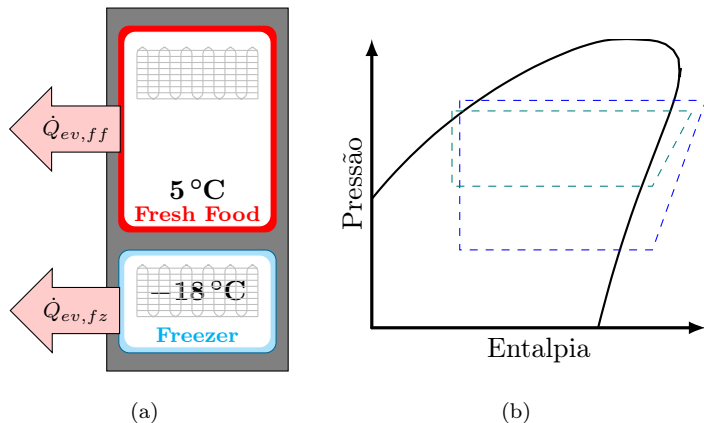 Q̇ev,ff
5 °C
Fresh Food
Q̇ev,fz
−18 °C
Freezer
(a)
Pressão
Entalpia
(b)